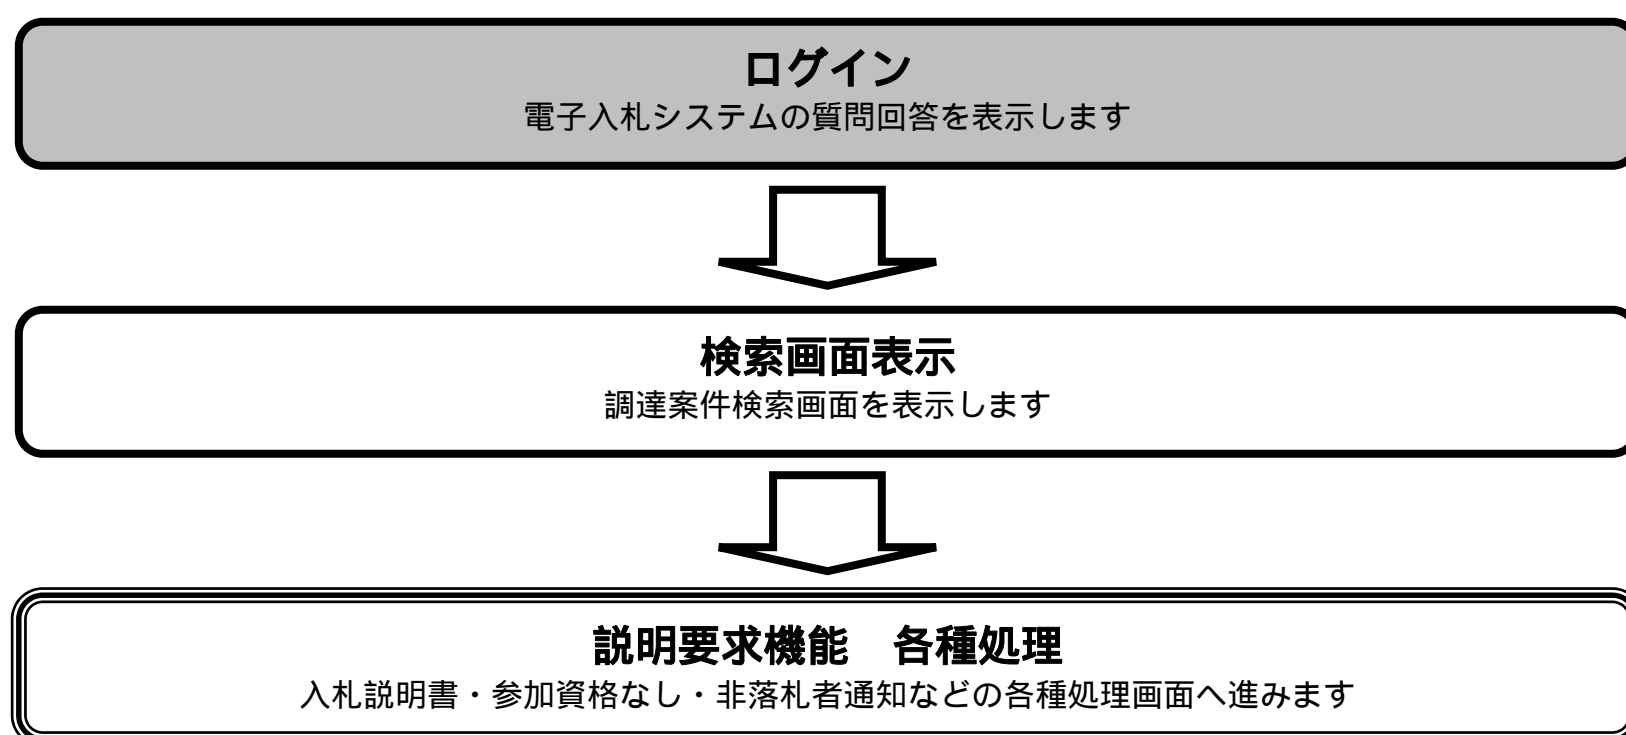 ログイン
電子入札システムの質問回答を表示します
検索画面表示
調達案件検索画面を表示します
説明要求機能　各種処理
入札説明書・参加資格なし・非落札者通知などの各種処理画面へ進みます